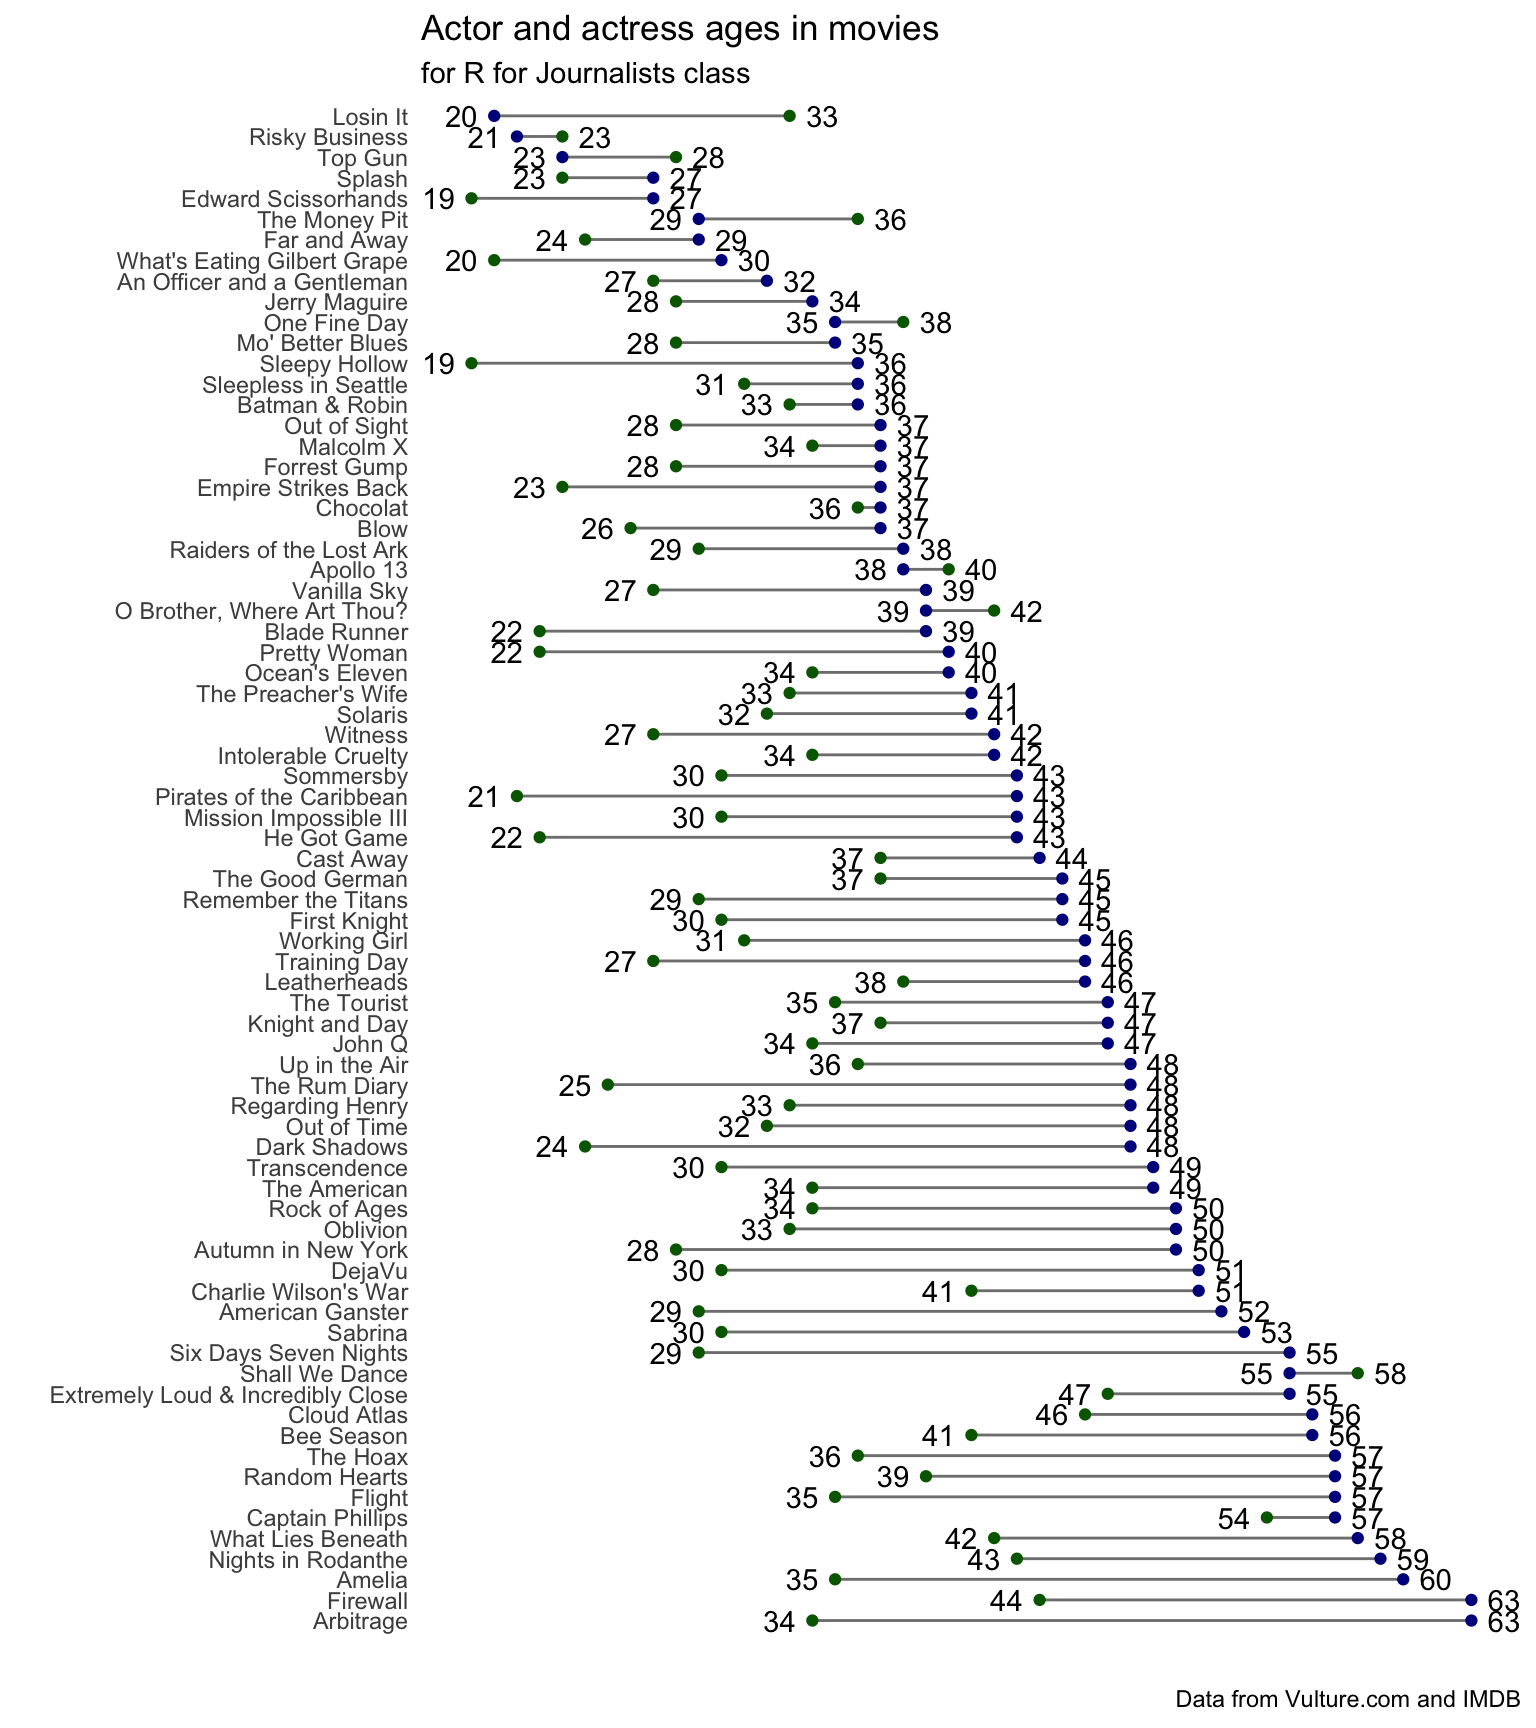 Actor and actress ages in movies
for R for Journalists class
Losin It 20 33
Risky Business 21 23
Top Gun 23 28
Splash 23 27
Edward Scissorhands 19 27
The Money Pit 29 36
Far and Away 24 29
What's Eating Gilbert Grape 20 30
An Officer and a Gentleman 27 32
Jerry Maguire 28 34
One Fine Day 35 38
Mo' Better Blues 28 35
Sleepy Hollow 19 36
Sleepless in Seattle 31 36
Batman & Robin 33 36
Out of Sight 28 37
Malcolm X 34 37
Forrest Gump 28 37
Empire Strikes Back 23 37
Chocolat 36 37
Blow 26 37
Raiders of the Lost Ark 29 38
Apollo 13 38 40
Vanilla Sky 27 39
O Brother, Where Art Thou? 39 42
Blade Runner 22 39
Pretty Woman 22 40
Ocean's Eleven 34 40
The Preacher's Wife 33 41
Solaris 32 41
Witness 27 42
Intolerable Cruelty 34 42
Sommersby 30 43
Pirates of the Caribbean 21 43
Mission Impossible III 30 43
He Got Game 22 43
Cast Away 37 44
The Good German 37 45
Remember the Titans 29 45
First Knight 30 45
Working Girl 31 46
Training Day 27 46
Leatherheads 38 46
The Tourist 35 47
Knight and Day 37 47
John Q 34 47
Up in the Air 36 48
The Rum Diary 25 48
Regarding Henry 33 48
Out of Time 32 48
Dark Shadows 24 48
Transcendence 30 49
The American 34 49
Rock of Ages 34 50
Oblivion 33 50
Autumn in New York 28 50
DejaVu 30 51
Charlie Wilson's War 41 51
American Ganster 29 52
Sabrina 30 53
Six Days Seven Nights 29 55
Shall We Dance 55 58
Extremely Loud & Incredibly Close 47 55
Cloud Atlas 46 56
Bee Season 41 56
The Hoax 36 57
Random Hearts 39 57
Flight 35 57
Captain Phillips 54 57
What Lies Beneath 42 58
Nights in Rodanthe 43 59
Amelia 35 60
Firewall 44 63
Arbitrage 34 63
Data from Vulture.com and IMDB